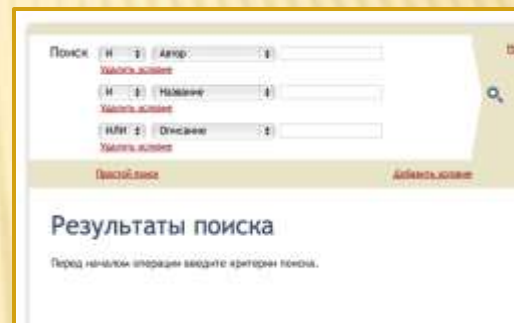 Поиск И Автор
Удалить условие
И Название
Удалить условие
ИЛИ Описание
Удалить условие
Простой поиск Добавить условие
Результаты поиска
Перед началом операции введите критерии поиска.